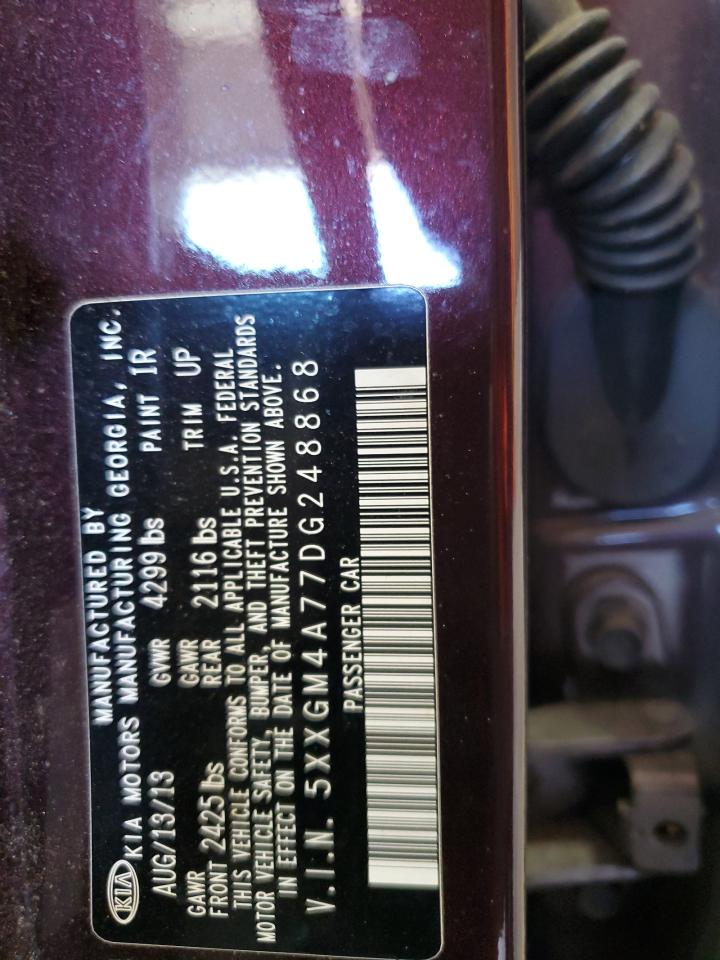 KIA
MANUFACTURED BY
KIA MOTORS MANUFACTURING GEORGIA, INC.
AUG/13/13 GVWR 4299 lbs PAINT 1R
GAWR FRONT 2425 lbs GAWR REAR 2116 lbs TRIM UP
THIS VEHICLE CONFORMS TO ALL APPLICABLE U.S.A. FEDERAL
MOTOR VEHICLE SAFETY, BUMPER, AND THEFT PREVENTION STANDARDS
IN EFFECT ON THE DATE OF MANUFACTURE SHOWN ABOVE.
V.I.N. 5XXGM4A77DG248868
PASSENGER CAR